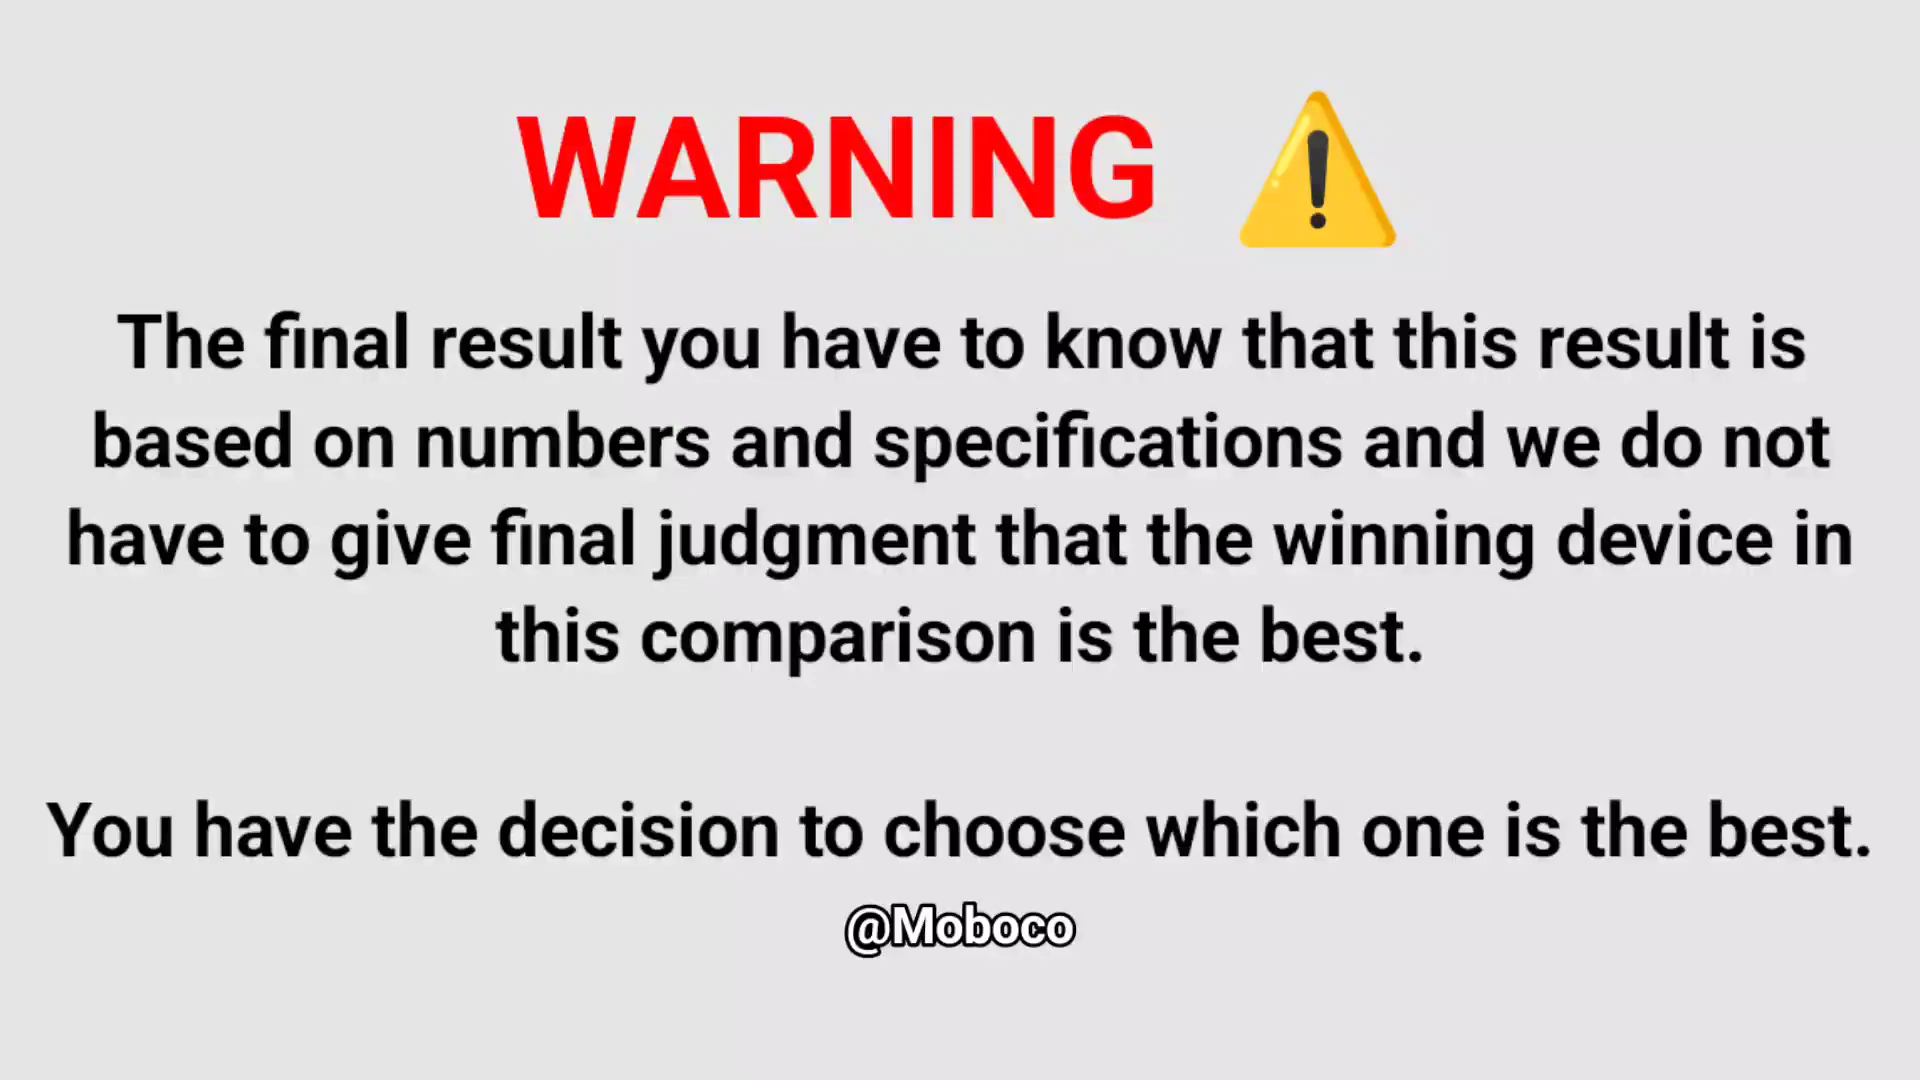 WARNING ⚠️
The final result you have to know that this result is
based on numbers and specifications and we do not
have to give final judgment that the winning device in
this comparison is the best.
You have the decision to choose which one is the best.
@Moboco